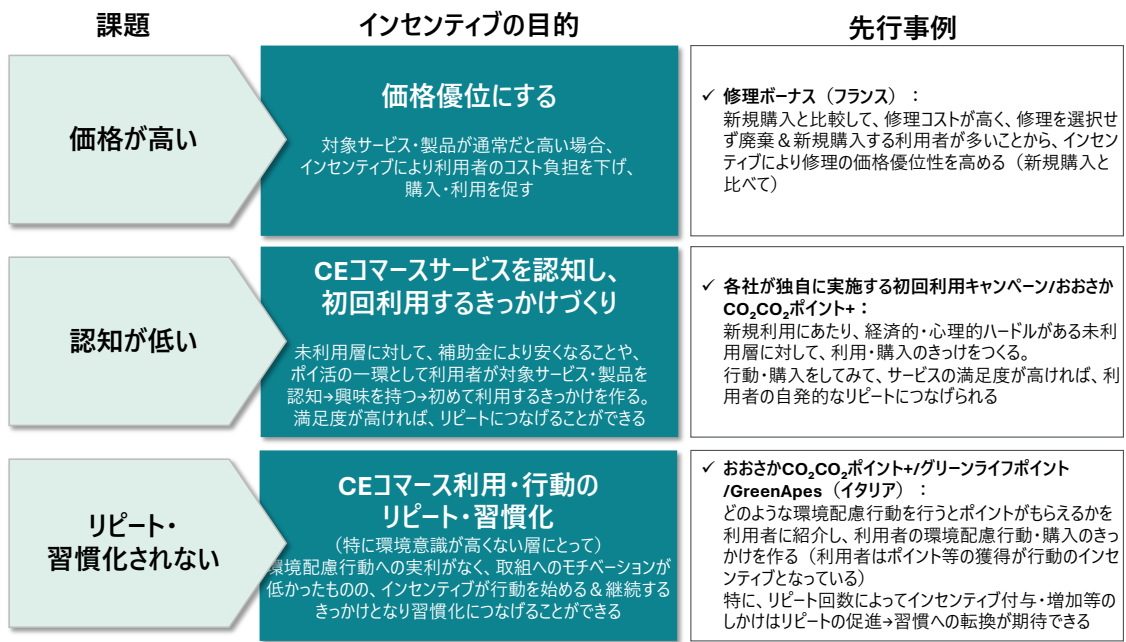 課題
インセンティブの目的
先行事例
価格が高い
価格優位にする
対象サービス・製品が通常だと高い場合、
インセンティブにより利用者のコスト負担を下げ、
購入・利用を促す
✓ 修理ボーナス（フランス）：
新規購入と比較して、修理コストが高く、修理を選択せ
ず廃棄＆新規購入する利用者が多いことから、インセン
ティブにより修理の価格優位性を高める（新規購入と
比べて）
認知が低い
CEコマースサービスを認知し、
初回利用するきっかけづくり
未利用層に対して、補助金により安くなることや、
ポイ活の一環として利用者が対象サービス・製品を
認知→興味を持つ→初めて利用するきっかけを作る。
満足度が高ければ、リピートにつなげることができる
✓ 各社が独自に実施する初回利用キャンペーン/おおさか
CO₂CO₂ポイント+：
新規利用にあたり、経済的・心理的ハードルがある未利
用層に対して、利用・購入のきっけをつくる。
行動・購入をしてみて、サービスの満足度が高ければ、利
用者の自発的なリピートにつなげられる
リピート・
習慣化されない
CEコマース利用・行動の
リピート・習慣化
（特に環境意識が高くない層にとって）
環境配慮行動への実利がなく、取組へのモチベーションが
低かったものの、インセンティブが行動を始める＆継続する
きっかけとなり習慣化につなげることができる
✓ おおさかCO₂CO₂ポイント+/グリーンライフポイント
/GreenApes（イタリア）：
どのような環境配慮行動を行うとポイントがもらえるかを
利用者に紹介し、利用者の環境配慮行動・購入のきっ
かけを作る（利用者はポイント等の獲得が行動のインセ
ンティブとなっている）
特に、リピート回数によってインセンティブ付与・増加等の
しかけはリピートの促進→習慣への転換が期待できる